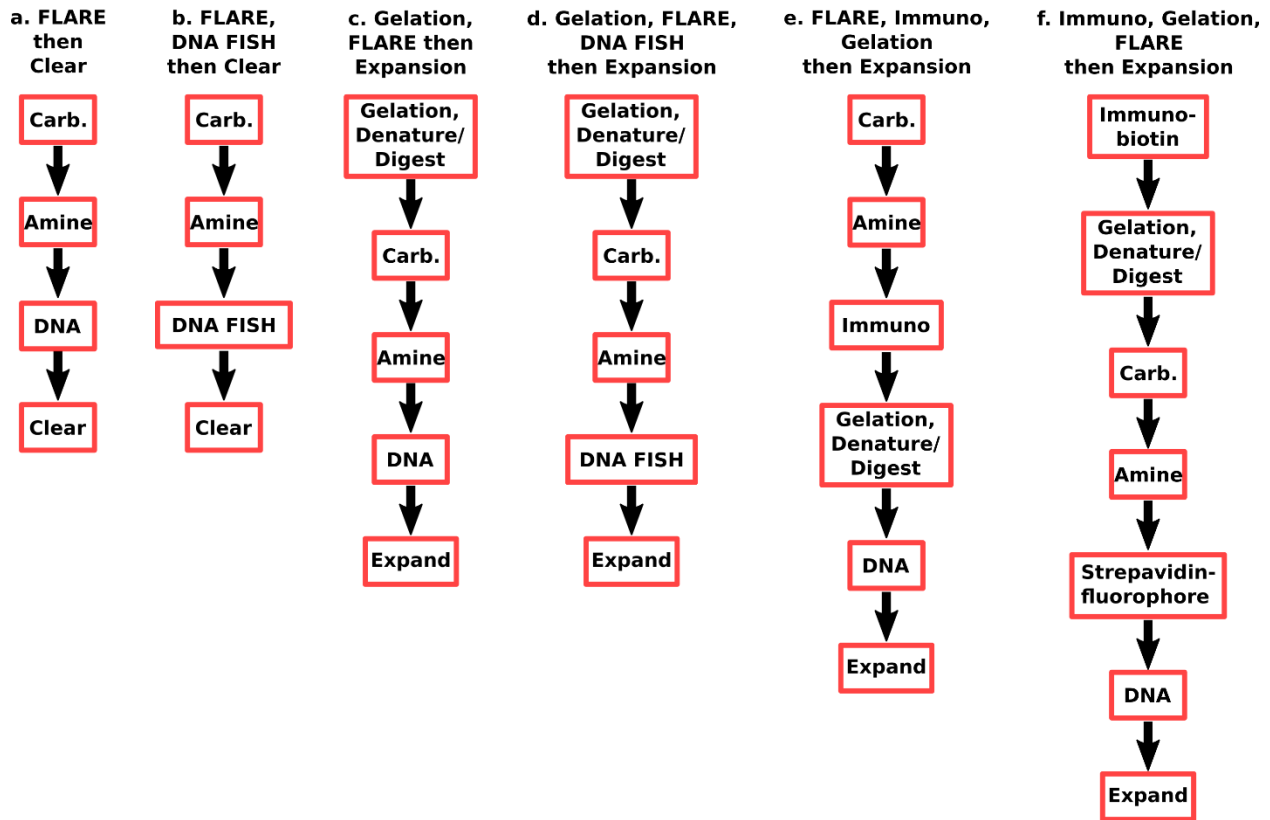 a. FLARE
then
Clear
Carb.
Amine
DNA
Clear
b. FLARE,
DNA FISH
then Clear
Carb.
Amine
DNA FISH
Clear
c. Gelation,
FLARE then
Expansion
Gelation,
Denature/
Digest
Carb.
Amine
DNA
Expand
d. Gelation, FLARE,
DNA FISH
then Expansion
Gelation,
Denature/
Digest
Carb.
Amine
DNA FISH
Expand
e. FLARE, Immuno,
Gelation
then Expansion
Carb.
Amine
Immuno
Gelation,
Denature/
Digest
DNA
Expand
f. Immuno, Gelation,
FLARE
then Expansion
Immuno-
biotin
Gelation,
Denature/
Digest
Carb.
Amine
Strepavidin-
fluorophore
DNA
Expand